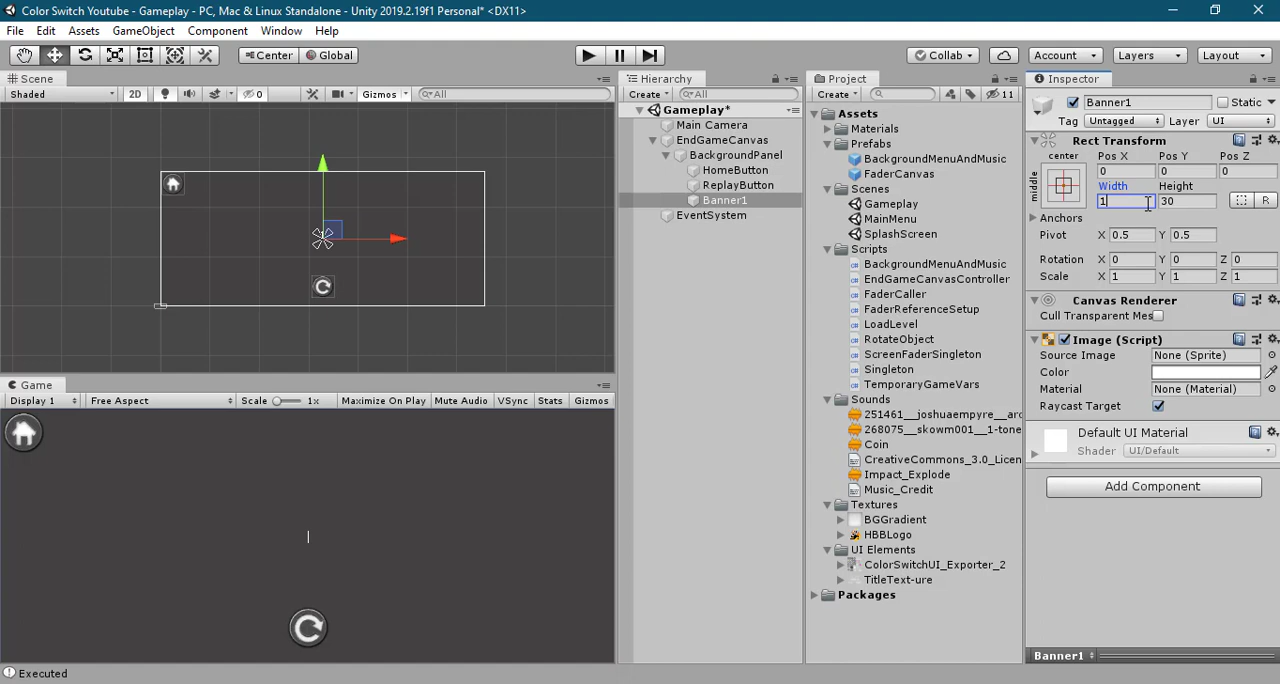 Color Switch Youtube - Gameplay - PC, Mac & Linux Standalone - Unity 2019.2.19f1 Personal* <DX11>
File Edit Assets GameObject Component Window Help
Center Global Collab Account Layers Layout
Scene
Shaded 2D 0 Gizmos All
Hierarchy
Create All
Gameplay*
Main Camera
EndGameCanvas
BackgroundPanel
HomeButton
ReplayButton
Banner1
EventSystem
Game
Display 1 Free Aspect Scale 1x Maximize On Play Mute Audio VSync Stats Gizmos
Project
Create 11
Assets
Materials
Prefabs
BackgroundMenuAndMusic
FaderCanvas
Scenes
Gameplay
MainMenu
SplashScreen
Scripts
BackgroundMenuAndMusic
EndGameCanvasController
FaderCaller
FaderReferenceSetup
LoadLevel
RotateObject
ScreenFaderSingleton
Singleton
TemporaryGameVars
Sounds
251461__joshuaempyre__arc
268075__skowm001__1-tone
Coin
CreativeCommons_3.0_Licen
Impact_Explode
Music_Credit
Textures
BGGradient
HBBLogo
UI Elements
ColorSwitchUI_Exporter_2
TitleText-ure
Packages
Inspector
Banner1 Static
Tag Untagged Layer UI
Rect Transform
center Pos X Pos Y Pos Z
middle 0 0 0
Width Height
1 30 R
Anchors
Pivot X 0.5 Y 0.5
Rotation X 0 Y 0 Z 0
Scale X 1 Y 1 Z 1
Canvas Renderer
Cull Transparent Mes
Image (Script)
Source Image None (Sprite)
Color
Material None (Material)
Raycast Target
Default UI Material
Shader UI/Default
Add Component
Banner1
Executed